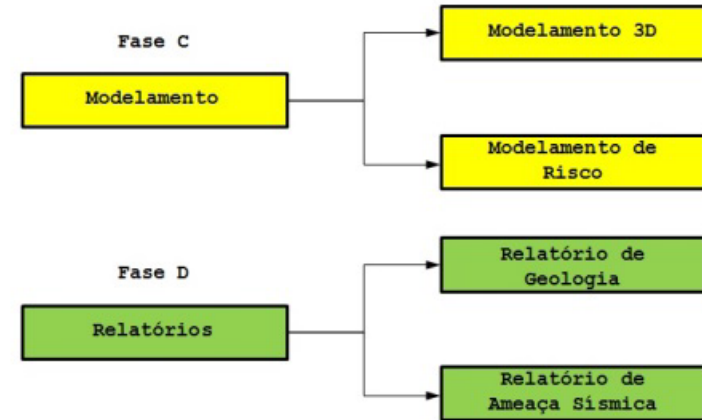 Fase C
Modelamento
Modelamento 3D
Modelamento de
Risco
Fase D
Relatórios
Relatório de
Geologia
Relatório de
Ameaça Sísmica